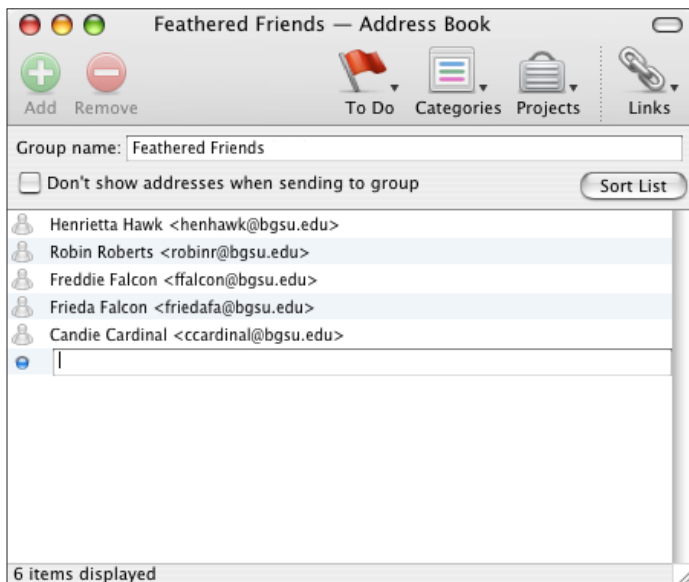 Feathered Friends — Address Book
Add Remove To Do Categories Projects Links
Group name: Feathered Friends
Don't show addresses when sending to group Sort List
Henrietta Hawk <henhawk@bgsu.edu>
Robin Roberts <robinr@bgsu.edu>
Freddie Falcon <ffalcon@bgsu.edu>
Frieda Falcon <friedafa@bgsu.edu>
Candie Cardinal <ccardinal@bgsu.edu>
6 items displayed